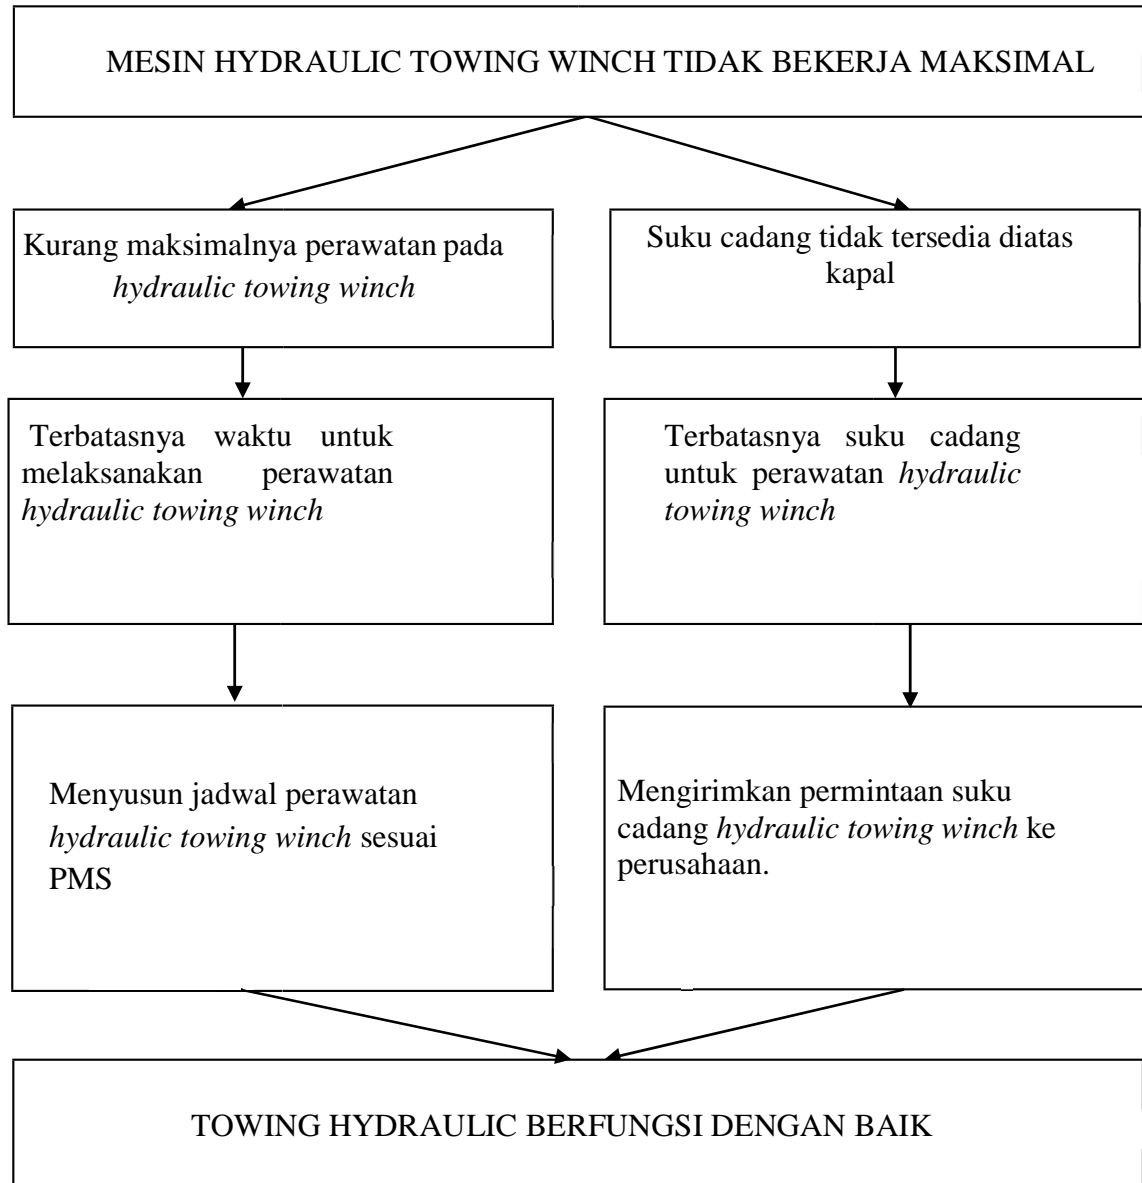 MESIN HYDRAULIC TOWING WINCH TIDAK BEKERJA MAKSIMAL
Kurang maksimalnya perawatan pada
hydraulic towing winch
Suku cadang tidak tersedia diatas
kapal
Terbatasnya waktu untuk
melaksanakan perawatan
hydraulic towing winch
Terbatasnya suku cadang
untuk perawatan hydraulic
towing winch
Menyusun jadwal perawatan
hydraulic towing winch sesuai
PMS
Mengirimkan permintaan suku
cadang hydraulic towing winch ke
perusahaan.
TOWING HYDRAULIC BERFUNGSI DENGAN BAIK